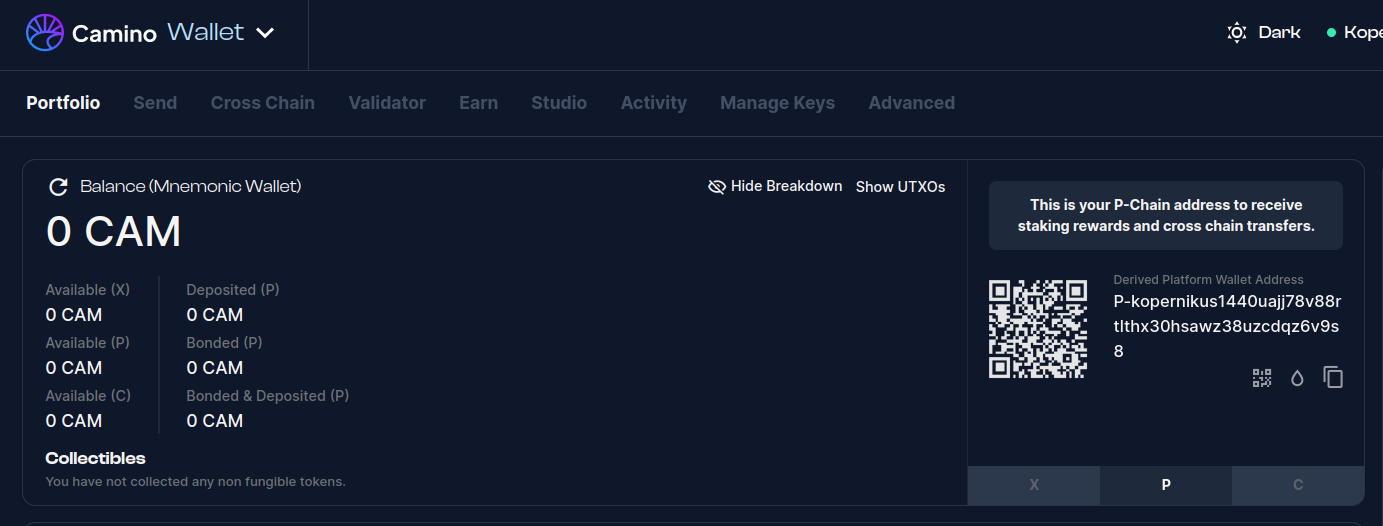 Camino Wallet
Dark
Kope
Portfolio Send Cross Chain Validator Earn Studio Activity Manage Keys Advanced
Balance (Mnemonic Wallet)
Hide Breakdown Show UTXOs
0 CAM
Available (X)
0 CAM
Available (P)
0 CAM
Available (C)
0 CAM
Deposited (P)
0 CAM
Bonded (P)
0 CAM
Bonded & Deposited (P)
0 CAM
Collectibles
You have not collected any non fungible tokens.
This is your P-Chain address to receive
staking rewards and cross chain transfers.
Derived Platform Wallet Address
P-kopernikus1440uajj78v88r
tlthx30hsawz38uzcdqz6v9s
8
X P C